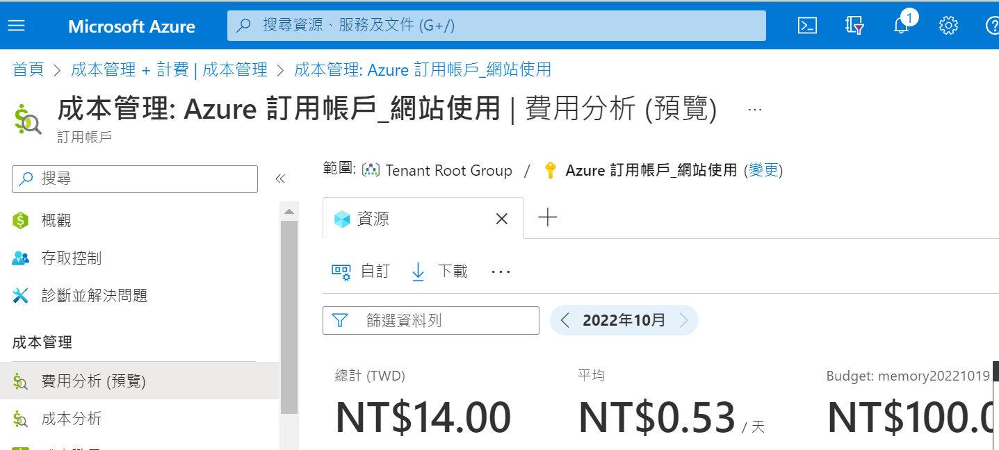 Microsoft Azure
搜尋資源、服務及文件 (G+/)
1
首頁 > 成本管理 + 計費 | 成本管理 > 成本管理: Azure 訂用帳戶_網站使用
成本管理: Azure 訂用帳戶_網站使用 | 費用分析 (預覽) ...
訂用帳戶
搜尋
«
概觀
存取控制
診斷並解決問題
成本管理
費用分析 (預覽)
成本分析
範圍: Tenant Root Group / Azure 訂用帳戶_網站使用 (變更)
資源
自訂 下載 ...
篩選資料列
2022年10月
總計 (TWD)
NT$14.00
平均
NT$0.53 / 天
Budget: memory20221019
NT$100.0